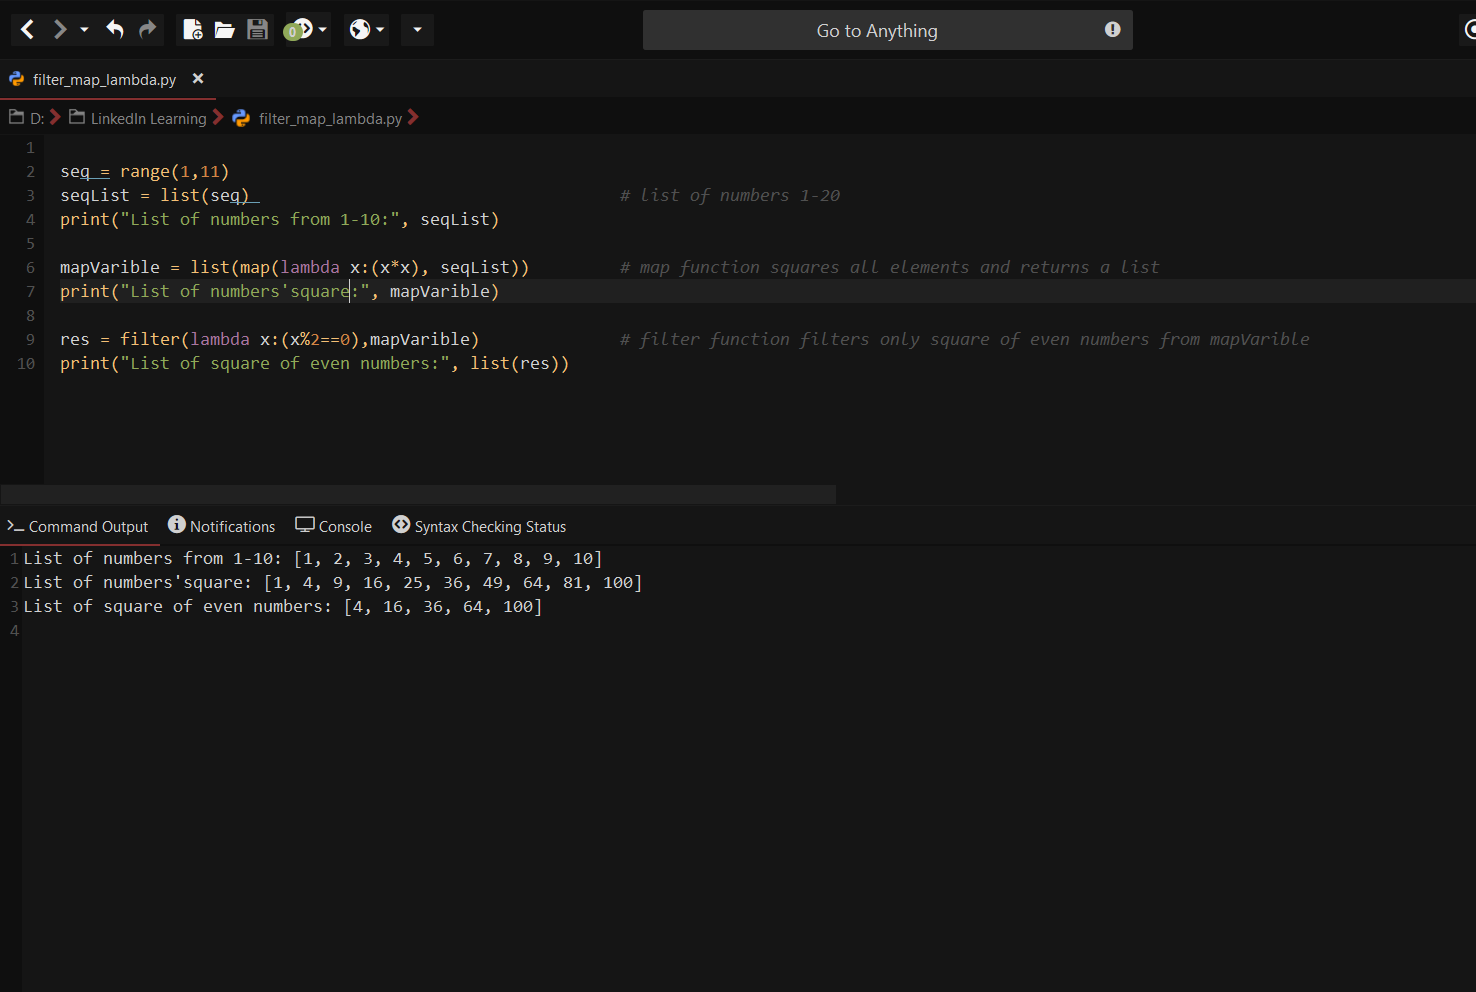 0
Go to Anything
filter_map_lambda.py
D: LinkedIn Learning filter_map_lambda.py
1
2 seq = range(1,11)
3 seqList = list(seq) # list of numbers 1-20
4 print("List of numbers from 1-10:", seqList)
5
6 mapVarible = list(map(lambda x:(x*x), seqList)) # map function squares all elements and returns a list
7 print("List of numbers'square:", mapVarible)
8
9 res = filter(lambda x:(x%2==0),mapVarible) # filter function filters only square of even numbers from mapVarible
10 print("List of square of even numbers:", list(res))
Command Output Notifications Console Syntax Checking Status
1 List of numbers from 1-10: [1, 2, 3, 4, 5, 6, 7, 8, 9, 10]
2 List of numbers'square: [1, 4, 9, 16, 25, 36, 49, 64, 81, 100]
3 List of square of even numbers: [4, 16, 36, 64, 100]
4